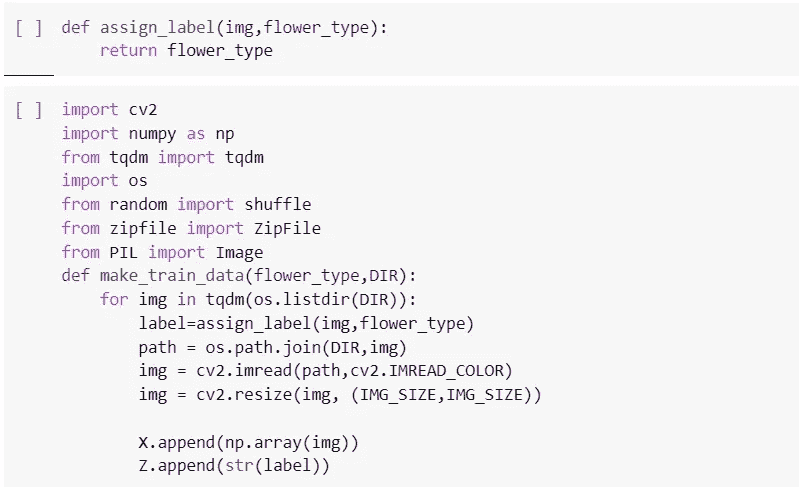 [ ] def assign_label(img,flower_type):
return flower_type
[ ] import cv2
import numpy as np
from tqdm import tqdm
import os
from random import shuffle
from zipfile import ZipFile
from PIL import Image
def make_train_data(flower_type,DIR):
for img in tqdm(os.listdir(DIR)):
label=assign_label(img,flower_type)
path = os.path.join(DIR,img)
img = cv2.imread(path,cv2.IMREAD_COLOR)
img = cv2.resize(img, (IMG_SIZE,IMG_SIZE))
X.append(np.array(img))
Z.append(str(label))